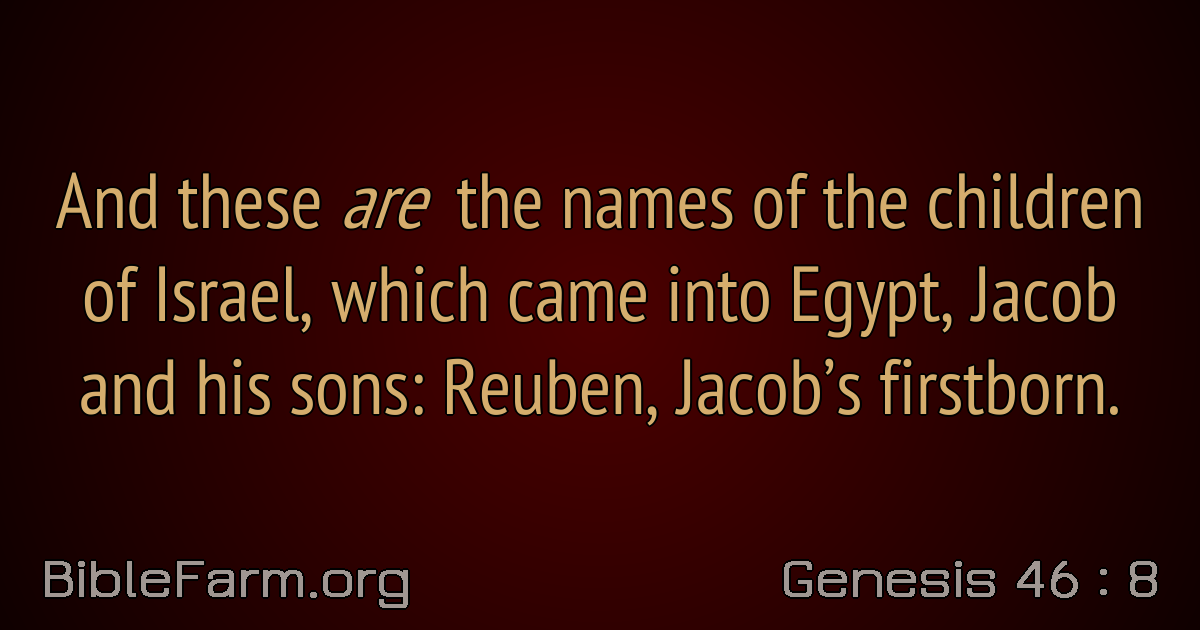 And these are the names of the children
of Israel, which came into Egypt, Jacob
and his sons: Reuben, Jacob’s firstborn.
BibleFarm.org
Genesis 46 : 8